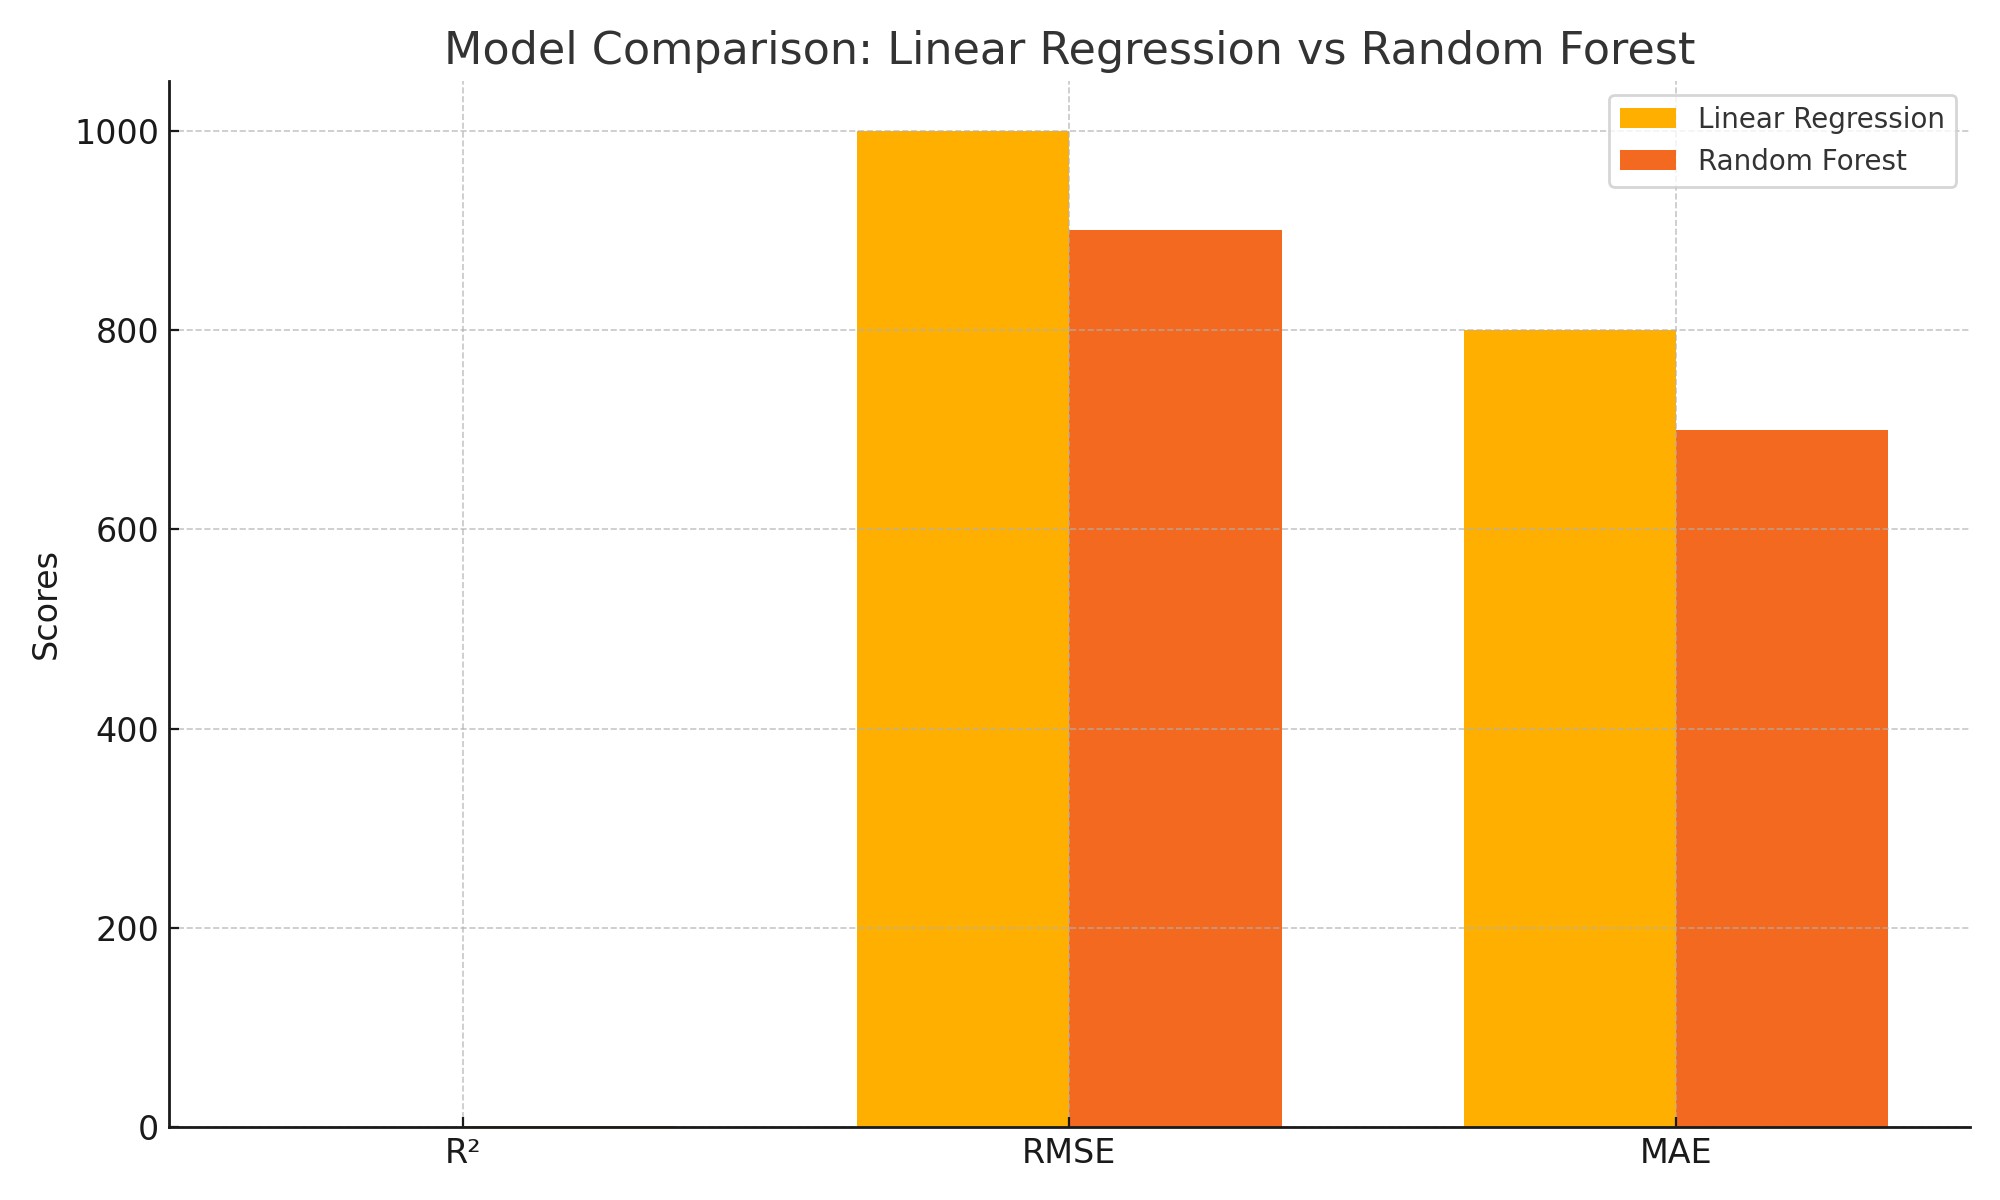 Model Comparison: Linear Regression vs Random Forest
Linear Regression
Random Forest
Scores
1000
800
600
400
200
0
R²
RMSE
MAE